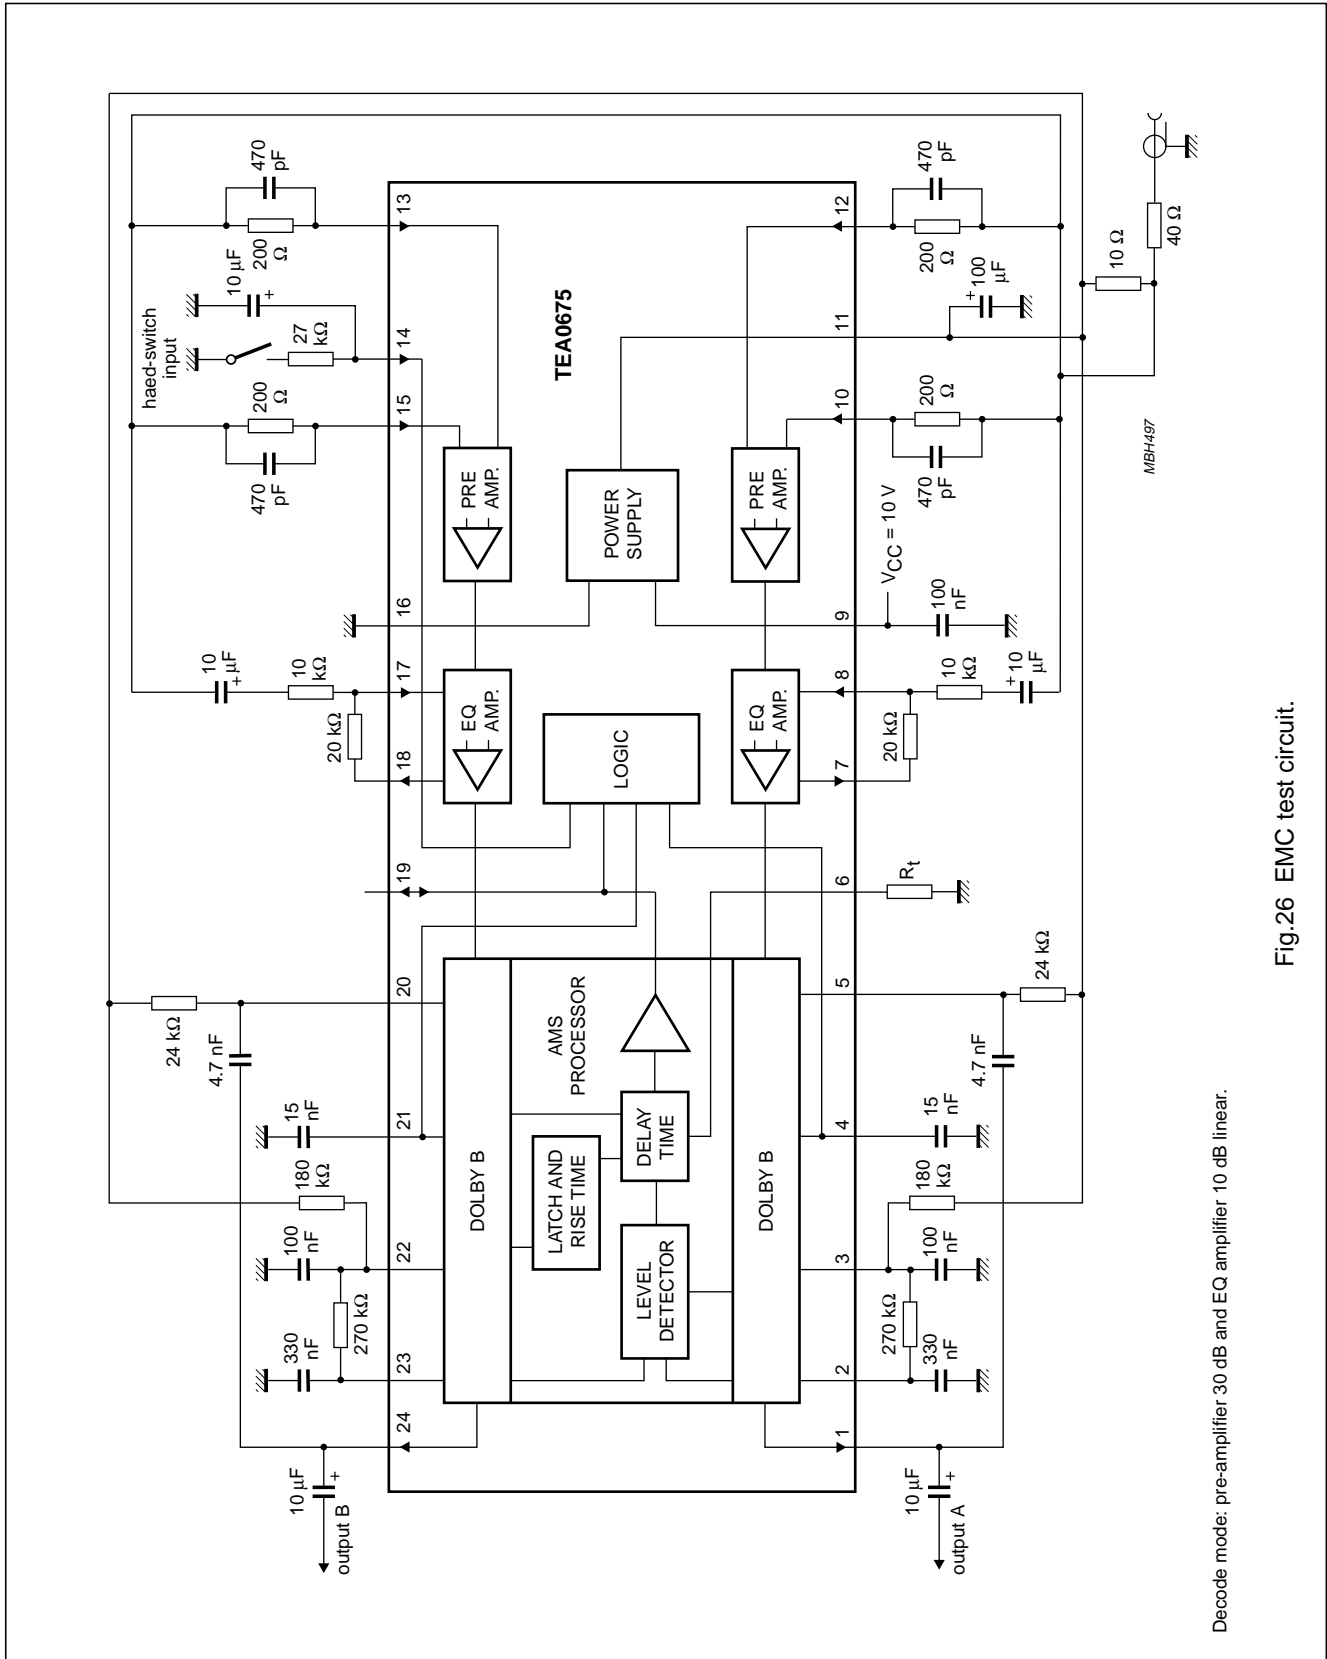 haed-switch
input
470
pF
200
Ω
27
kΩ
10 µF
+
200
Ω
470
pF
10
µF
+
10
kΩ
20 kΩ
24 kΩ
4.7 nF
15
nF
180
kΩ
100
nF
270 kΩ
330
nF
10 µF
+
output B
24
23
22
21
20
19
18
17
16
15
14
13
TEA0675
PRE
AMP.
EQ
AMP.
POWER
SUPPLY
LOGIC
PRE
AMP.
EQ
AMP.
DOLBY B
AMS
PROCESSOR
LATCH AND
RISE TIME
DELAY
TIME
LEVEL
DETECTOR
DOLBY B
1
2
3
4
5
6
7
8
9
10
11
12
output A
10 µF
+
330
nF
270 kΩ
100
nF
180
kΩ
15
nF
4.7 nF
24 kΩ
Rt
20 kΩ
10
kΩ
+
10
µF
100
nF
VCC = 10 V
470
pF
200
Ω
+
100
µF
200
Ω
470
pF
10 Ω
40 Ω
MBH497
Decode mode: pre-amplifier 30 dB and EQ amplifier 10 dB linear.
Fig.26 EMC test circuit.